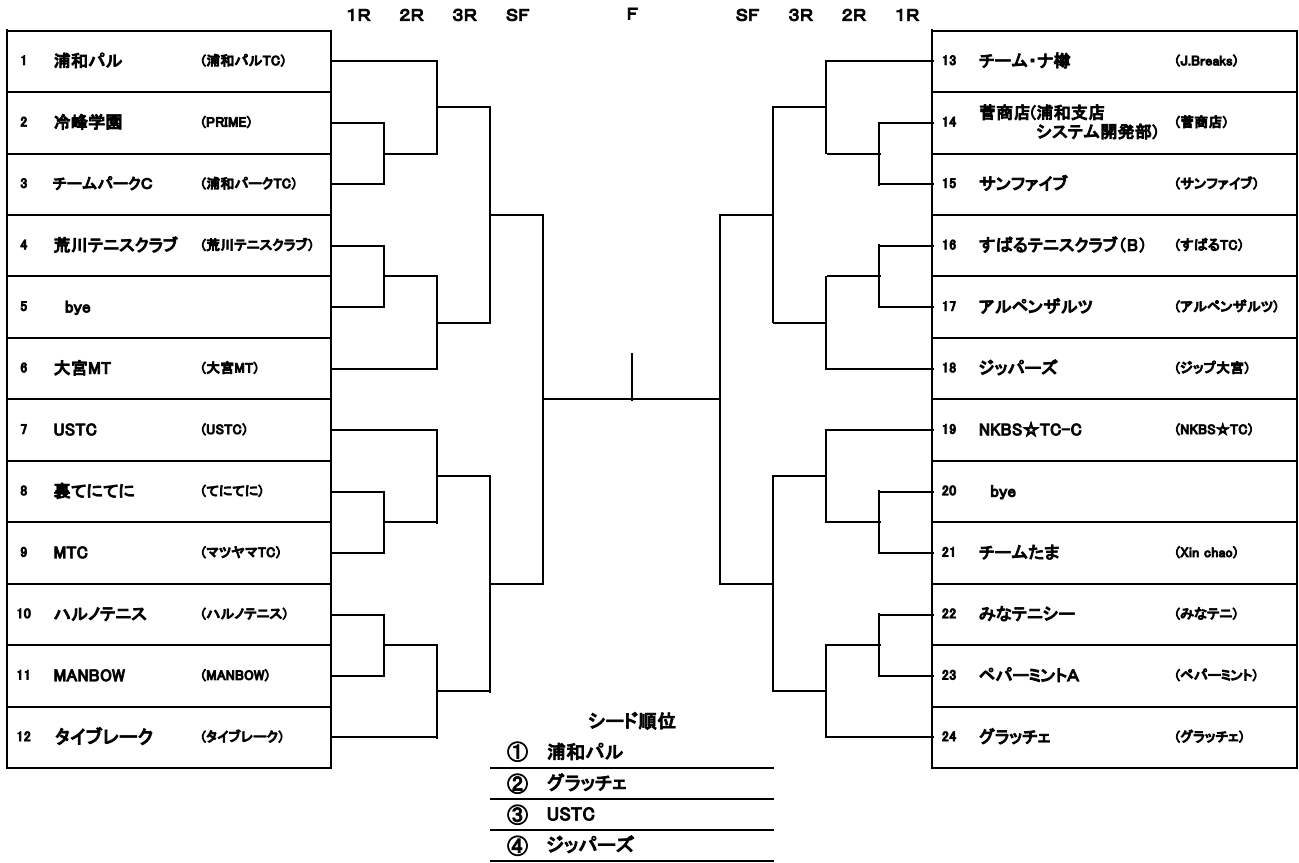 1R 2R 3R SF F SF 3R 2R 1R
1 浦和パル (浦和パルTC)
2 冷峰学園 (PRIME)
3 チームパークC (浦和パークTC)
4 荒川テニスクラブ (荒川テニスクラブ)
5 bye
6 大宮MT (大宮MT)
7 USTC (USTC)
8 裏てにてに (てにてに)
9 MTC (マツヤマTC)
10 ハルノテニス (ハルノテニス)
11 MANBOW (MANBOW)
12 タイブレーク (タイブレーク)
13 チーム・ナ樽 (J.Breaks)
14 菅商店(浦和支店
システム開発部) (菅商店)
15 サンファイブ (サンファイブ)
16 すばるテニスクラブ(B) (すばるTC)
17 アルペンザルツ (アルペンザルツ)
18 ジッパーズ (ジップ大宮)
19 NKBS☆TC-C (NKBS☆TC)
20 bye
21 チームたま (Xin chao)
22 みなテニシー (みなテニ)
23 ペパーミントA (ペパーミント)
24 グラッチェ (グラッチェ)
シード順位
① 浦和パル
② グラッチェ
③ USTC
④ ジッパーズ